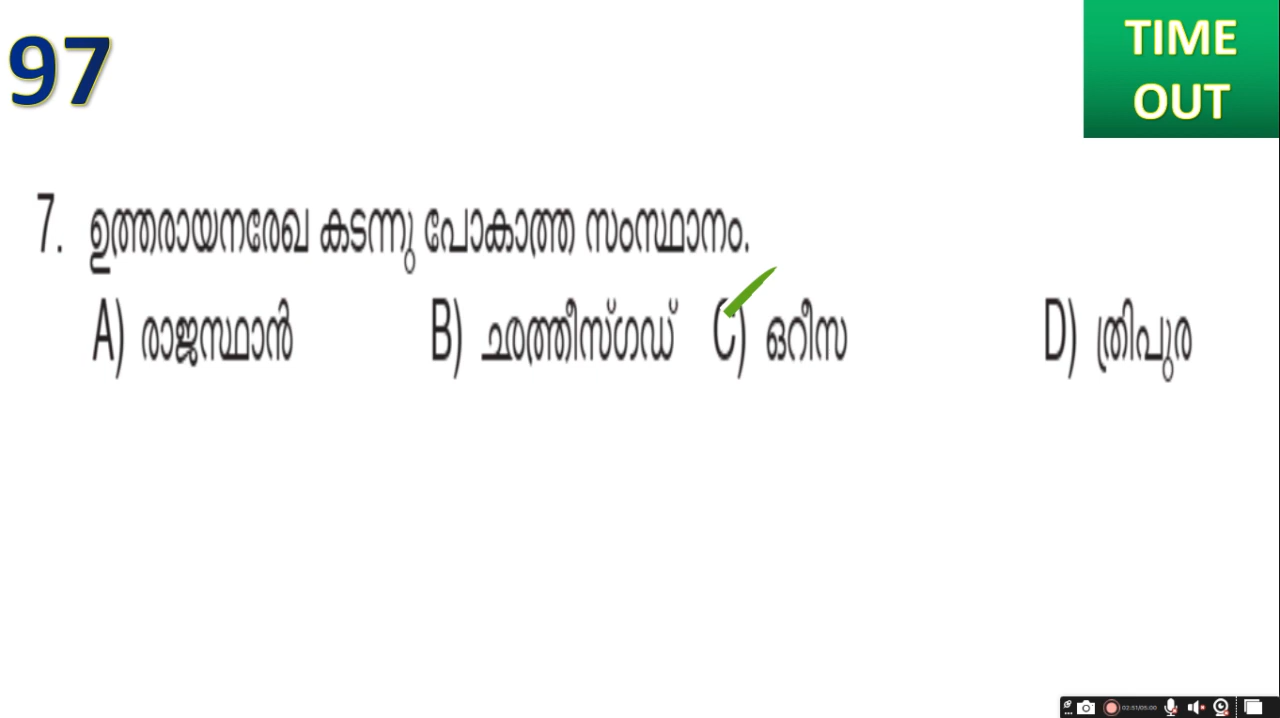 97
TIME
OUT
7. ഉത്തരായനരേഖ കടന്നു പോകാത്ത സംസ്ഥാനം.
A) രാജസ്ഥാൻ B) ഛത്തീസ്ഗഡ് C) ഒറീസ D) ത്രിപുര